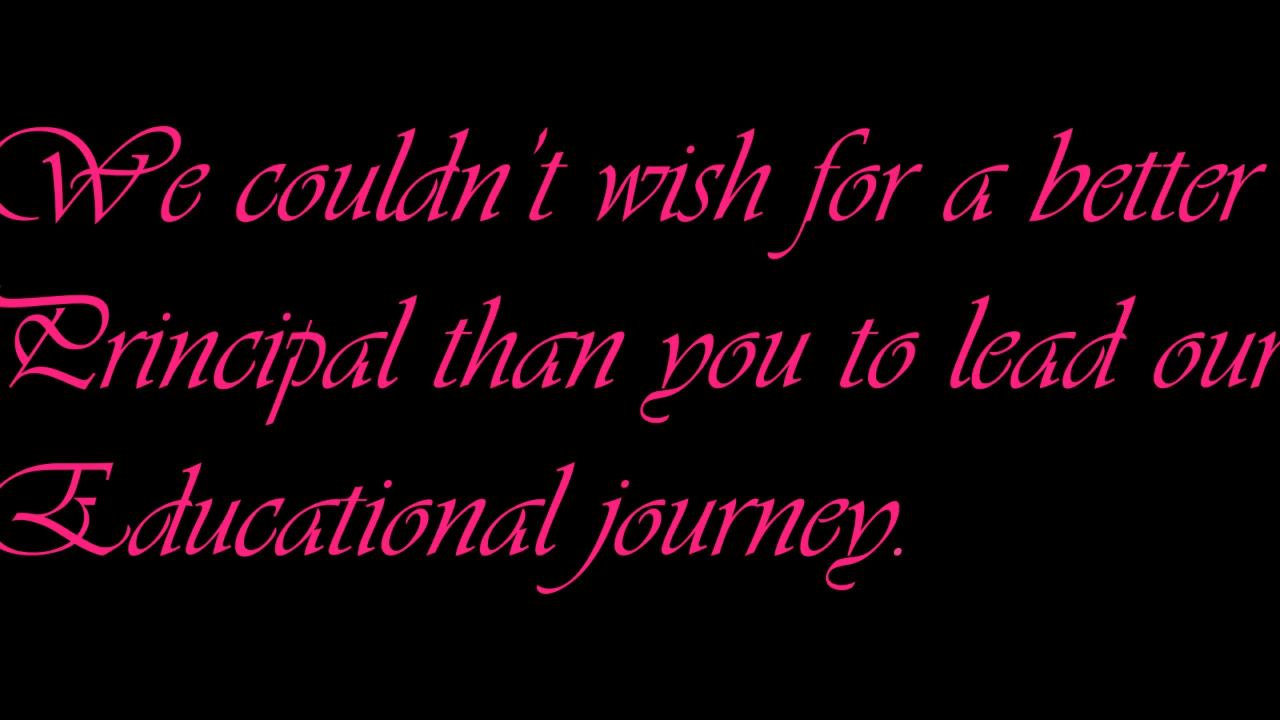 We couldn't wish for a better
Principal than you to lead our
Educational journey.